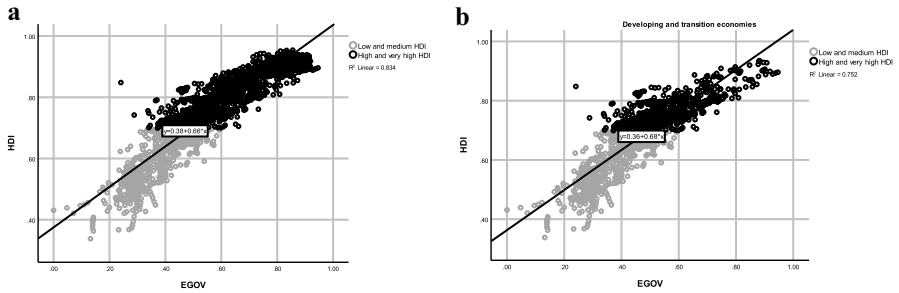 a
1.00
.80
.60
.40
HDI
y=0.38+0.66*x
.00
.20
.40
.60
.80
1.00
EGOV
Low and medium HDI
High and very high HDI
R² Linear = 0.834
b
Developing and transition economies
1.00
.80
.60
.40
HDI
y=0.36+0.68*x
.00
.20
.40
.60
.80
1.00
EGOV
Low and medium HDI
High and very high HDI
R² Linear = 0.752